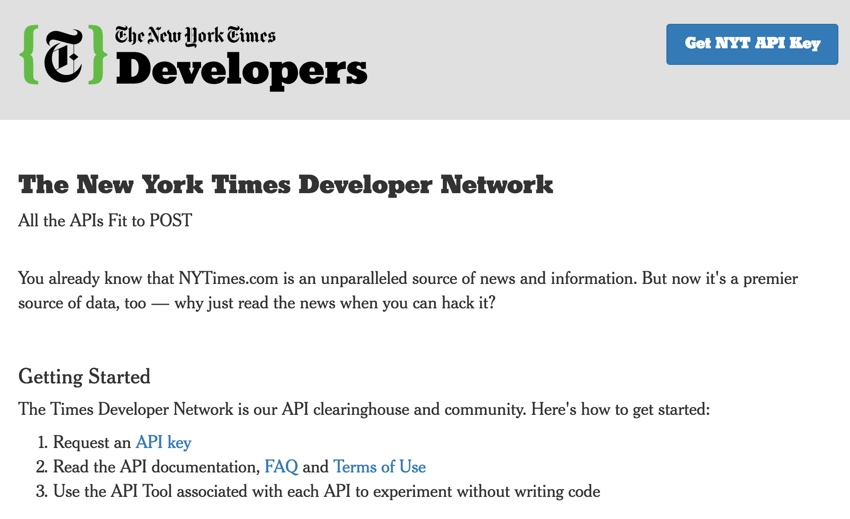 {T} The New York Times
Developers
Get NYT API Key
The New York Times Developer Network
All the APIs Fit to POST
You already know that NYTimes.com is an unparalleled source of news and information. But now it's a premier
source of data, too — why just read the news when you can hack it?
Getting Started
The Times Developer Network is our API clearinghouse and community. Here's how to get started:
1. Request an API key
2. Read the API documentation, FAQ and Terms of Use
3. Use the API Tool associated with each API to experiment without writing code